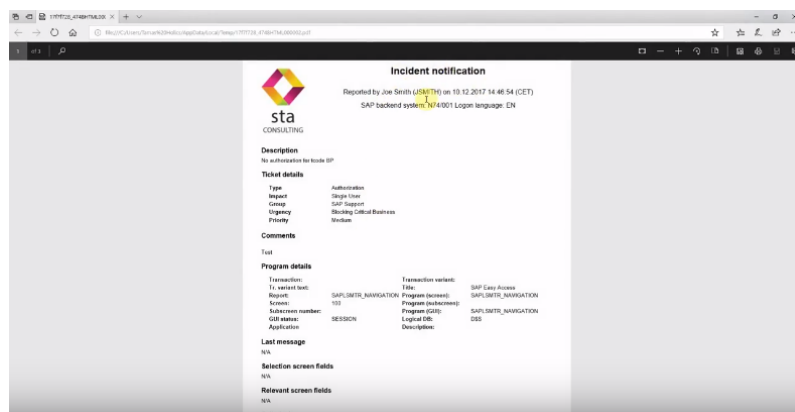 1 of 3
Incident notification
Reported by Joe Smith (JSMITH) on 10.12.2017 14:46:54 (CET)
SAP backend system: N74/001 Logon language: EN
sta
CONSULTING
Description
No authorization for tcode BP
Ticket details
Type Authorization
Impact Single User
Group SAP Support
Urgency Blocking Critical Business
Priority Medium
Comments
Test
Program details
Transaction: Transaction variant:
Tr. variant text: Title: SAP Easy Access
Report: SAPLSMTR_NAVIGATION Program (screen): SAPLSMTR_NAVIGATION
Screen: 100 Program (subscreen):
Subscreen number: Program (GUI): SAPLSMTR_NAVIGATION
GUI status: SESSION Logical DB: D$S
Application Description:
Last message
N/A
Selection screen fields
N/A
Relevant screen fields
N/A